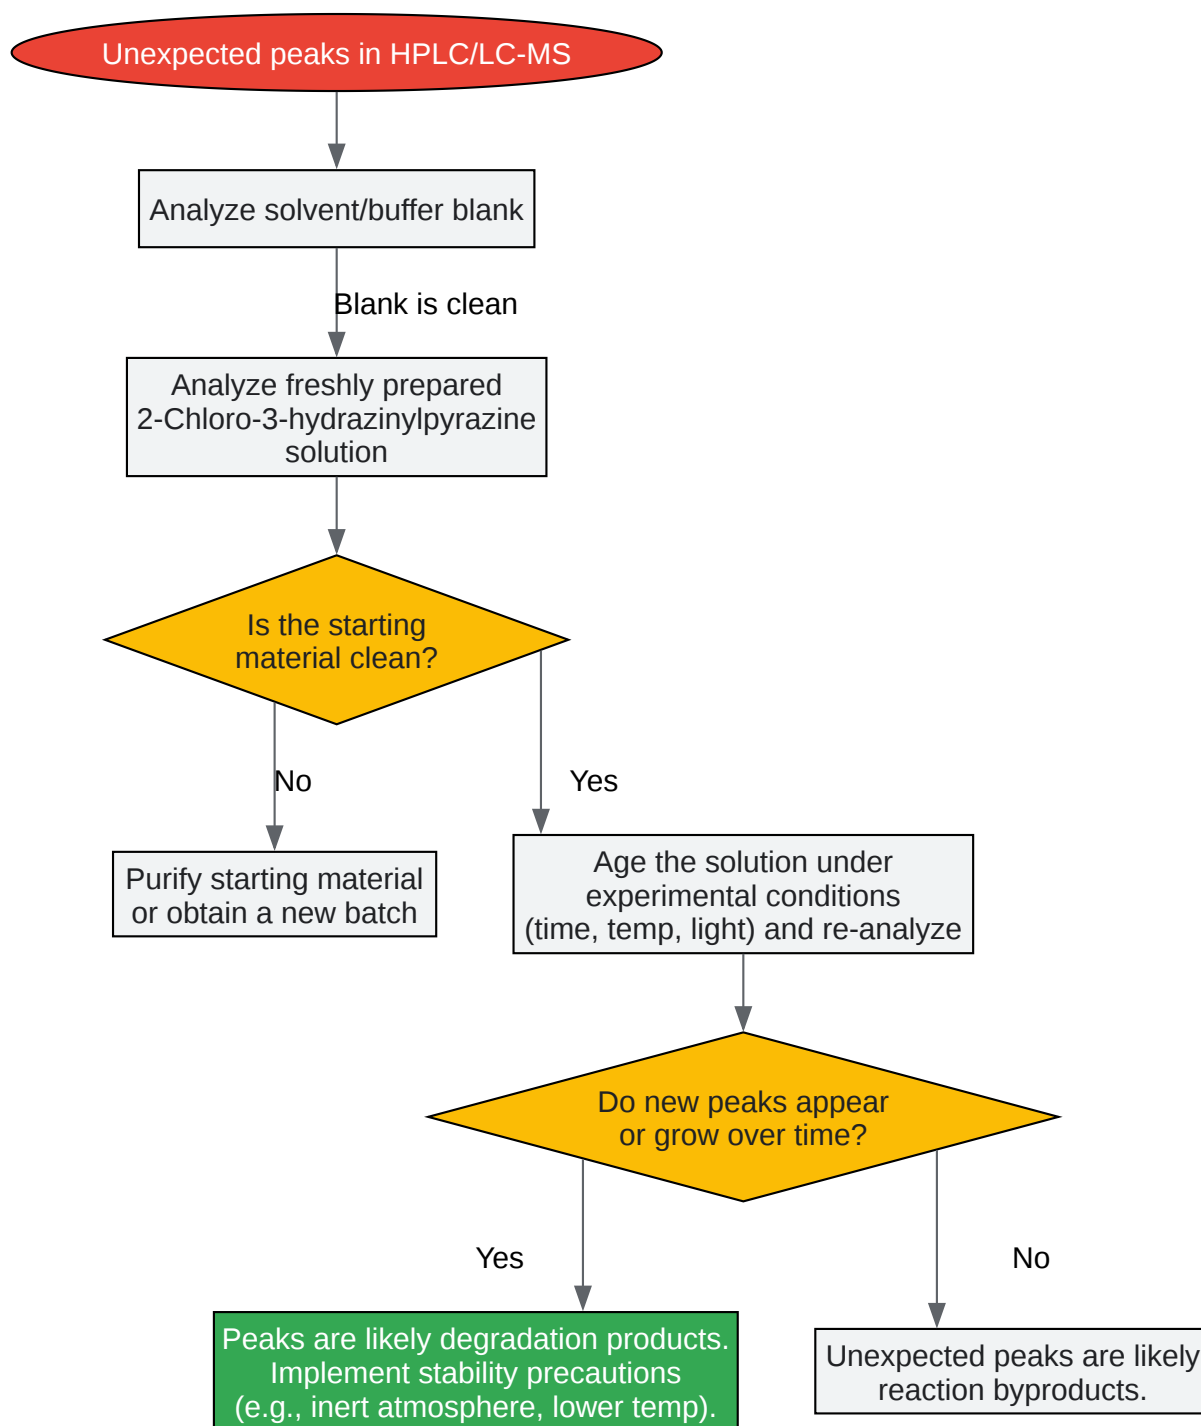 Unexpected peaks in HPLC/LC-MS
Analyze solvent/buffer blank
Blank is clean
Analyze freshly prepared
2-Chloro-3-hydrazinylpyrazine
solution
Is the starting
material clean?
No
Yes
Purify starting material
or obtain a new batch
Age the solution under
experimental conditions
(time, temp, light) and re-analyze
Do new peaks appear
or grow over time?
Yes
No
Peaks are likely degradation products.
Implement stability precautions
(e.g., inert atmosphere, lower temp).
Unexpected peaks are likely
reaction byproducts.